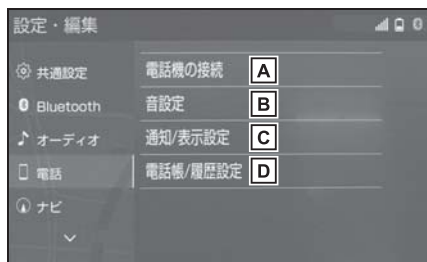 設定・編集
共通設定
Bluetooth
オーディオ
電話
ナビ
電話機の接続 A
音設定 B
通知/表示設定 C
電話帳/履歴設定 D